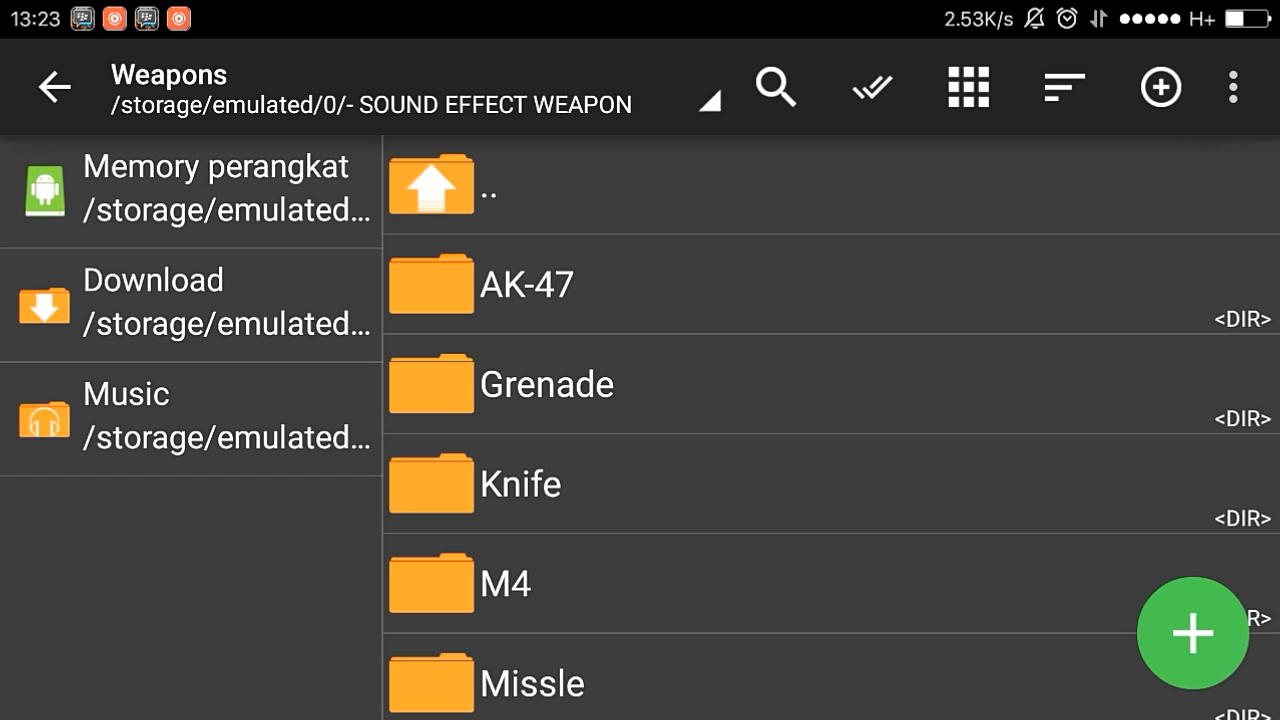 13:23
2.53K/s H+
Weapons
/storage/emulated/0/- SOUND EFFECT WEAPON
Memory perangkat
/storage/emulated...
Download
/storage/emulated...
Music
/storage/emulated...
..
AK-47
<DIR>
Grenade
<DIR>
Knife
<DIR>
M4
R>
Missle
<DIR>